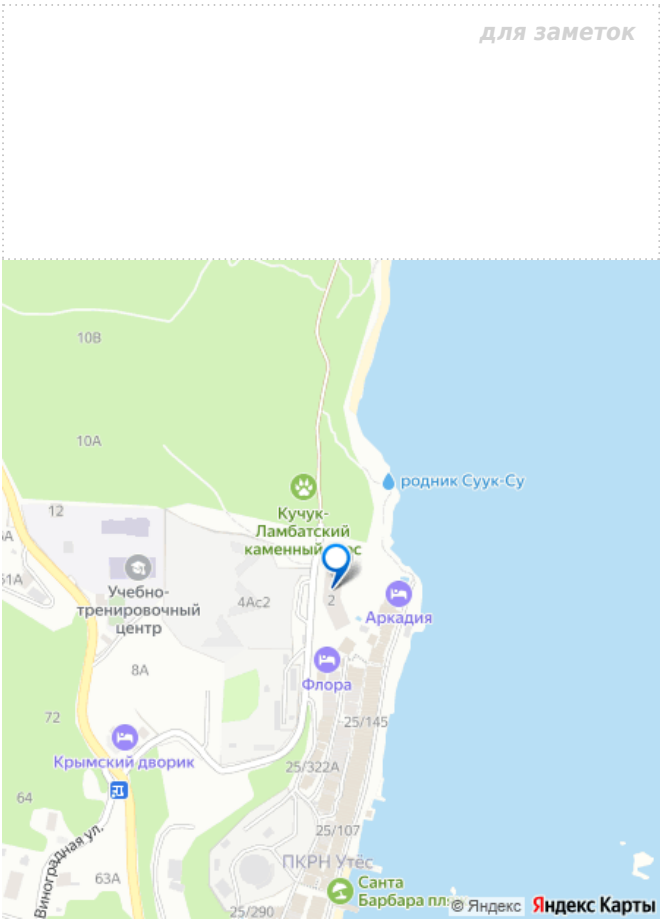 для заметок
10В
10А
родник Суук-Су
Кучук-
Ламбатский
каменный
12
Учебно-
тренировочный
центр
4Ас2
2
Аркадия
8А
Флора
72
25/145
Крымский дворик
25/322А
64
25/107
Виноградная ул.
ПКРН Утёс
63А
Санта
Барбара
25/290
© Яндекс Яндекс Карты